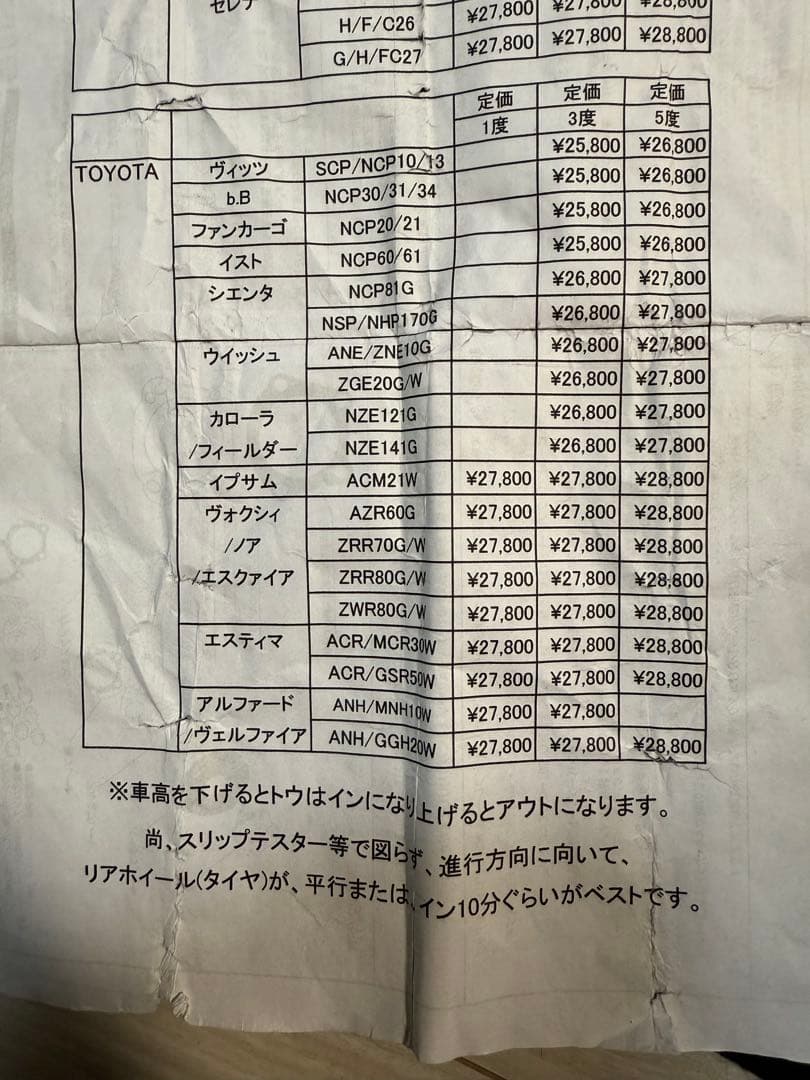 セレナ
¥27,800 ¥27,800 ¥28,800
H/F/C26 ¥27,800 ¥27,800 ¥28,800
G/H/FC27
定価 定価 定価
1度 3度 5度
¥25,800 ¥26,800
TOYOTA ヴィッツ SCP/NCP10/13 ¥25,800 ¥26,800
b.B NCP30/31/34 ¥25,800 ¥26,800
ファンカーゴ NCP20/21 ¥25,800 ¥26,800
イスト NCP60/61 ¥26,800 ¥27,800
シエンタ NCP81G ¥26,800 ¥27,800
NSP/NHP170G
ウイッシュ ANE/ZNE10G ¥26,800 ¥27,800
ZGE20G/W ¥26,800 ¥27,800
カローラ NZE121G ¥26,800 ¥27,800
/フィールダー NZE141G ¥26,800 ¥27,800
イプサム ACM21W ¥27,800 ¥27,800 ¥28,800
ヴォクシィ AZR60G ¥27,800 ¥27,800 ¥28,800
/ノア ZRR70G/W ¥27,800 ¥27,800 ¥28,800
/エスクァイア ZRR80G/W ¥27,800 ¥27,800 ¥28,800
ZWR80G/W ¥27,800 ¥27,800 ¥28,800
エスティマ ACR/MCR30W ¥27,800 ¥27,800 ¥28,800
ACR/GSR50W ¥27,800 ¥27,800 ¥28,800
アルファード ANH/MNH10W ¥27,800 ¥27,800
/ヴェルファイア ANH/GGH20W ¥27,800 ¥27,800 ¥28,800
※車高を下げるとトウはインになり上げるとアウトになります。
尚、スリップテスター等で図らず、進行方向に向いて、
リアホイール(タイヤ)が、平行または、イン10分ぐらいがベストです。